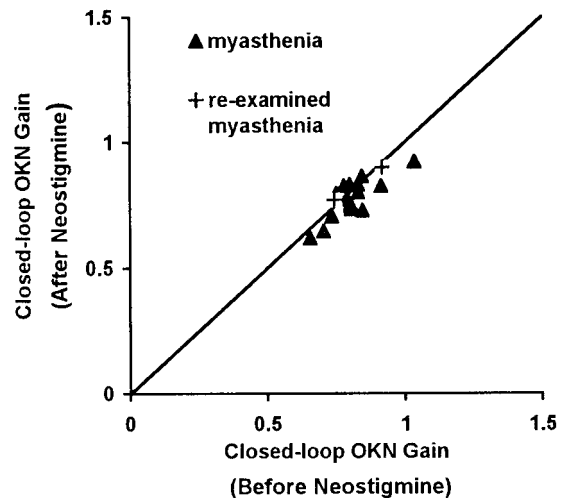 1.5
myasthenia
re-examined
myasthenia
1
0.5
0
Closed-loop OKN Gain
(After Neostigmine)
0
0.5
1
1.5
Closed-loop OKN Gain
(Before Neostigmine)